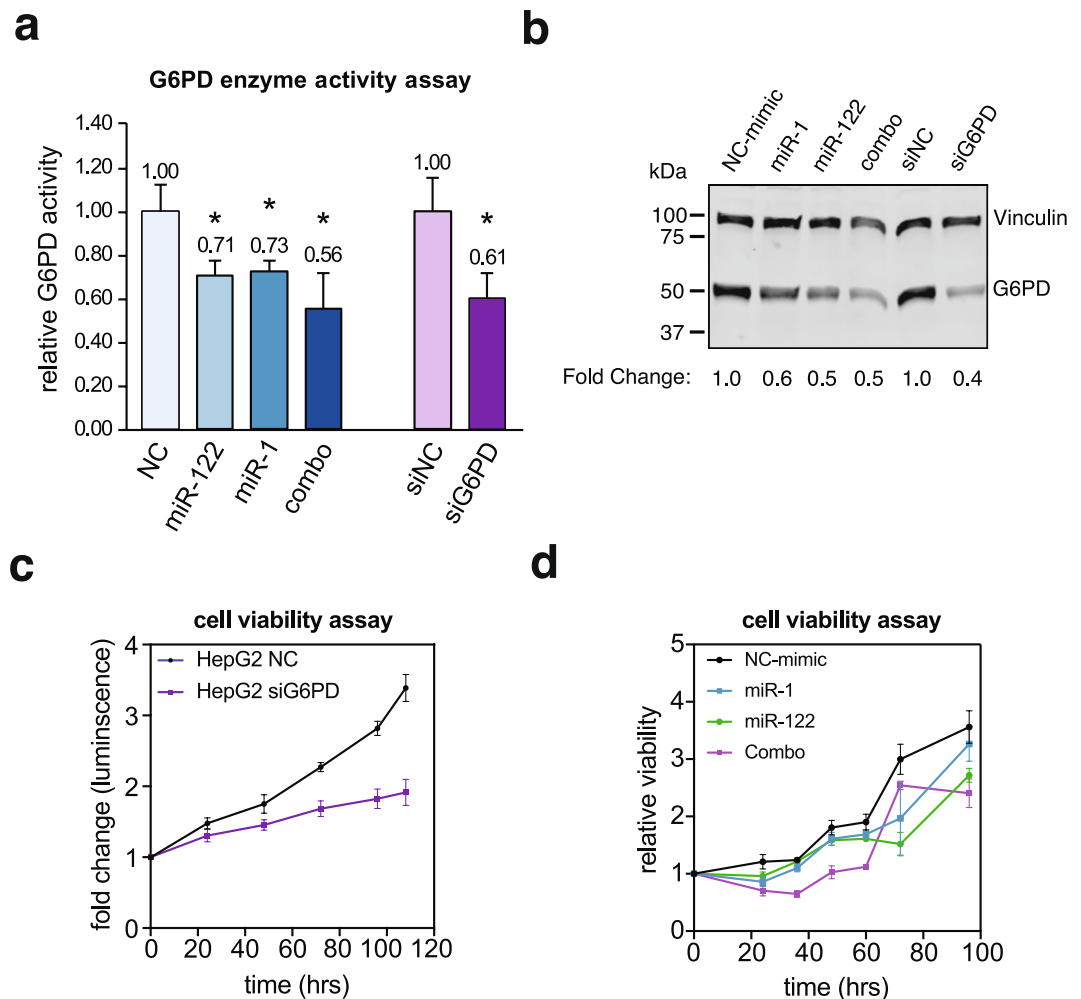 a
G6PD enzyme activity assay
relative G6PD activity
1.40
1.20
1.00
0.80
0.60
0.40
0.20
0.00
1.00
*
0.71
*
0.73
*
0.56
1.00
*
0.61
NC
miR-122
miR-1
combo
siNC
siG6PD
b
kDa
NC-mimic
miR-1
miR-122
combo
siNC
siG6PD
100
75
50
37
Vinculin
G6PD
Fold Change: 1.0 0.6 0.5 0.5 1.0 0.4
c
cell viability assay
fold change (luminscence)
4
3
2
1
0
HepG2 NC
HepG2 siG6PD
0 20 40 60 80 100 120
time (hrs)
d
cell viability assay
relative viability
5
4
3
2
1
0
NC-mimic
miR-1
miR-122
Combo
0 20 40 60 80 100
time (hrs)